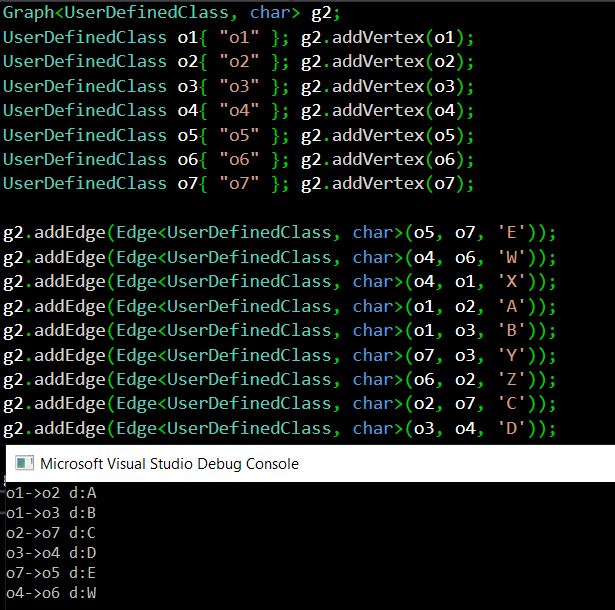 Graph<UserDefinedClass, char> g2;
UserDefinedClass o1{ "o1" }; g2.addVertex(o1);
UserDefinedClass o2{ "o2" }; g2.addVertex(o2);
UserDefinedClass o3{ "o3" }; g2.addVertex(o3);
UserDefinedClass o4{ "o4" }; g2.addVertex(o4);
UserDefinedClass o5{ "o5" }; g2.addVertex(o5);
UserDefinedClass o6{ "o6" }; g2.addVertex(o6);
UserDefinedClass o7{ "o7" }; g2.addVertex(o7);
g2.addEdge(Edge<UserDefinedClass, char>(o5, o7, 'E'));
g2.addEdge(Edge<UserDefinedClass, char>(o4, o6, 'W'));
g2.addEdge(Edge<UserDefinedClass, char>(o4, o1, 'X'));
g2.addEdge(Edge<UserDefinedClass, char>(o1, o2, 'A'));
g2.addEdge(Edge<UserDefinedClass, char>(o1, o3, 'B'));
g2.addEdge(Edge<UserDefinedClass, char>(o7, o3, 'Y'));
g2.addEdge(Edge<UserDefinedClass, char>(o6, o2, 'Z'));
g2.addEdge(Edge<UserDefinedClass, char>(o2, o7, 'C'));
g2.addEdge(Edge<UserDefinedClass, char>(o3, o4, 'D'));
Microsoft Visual Studio Debug Console
o1->o2 d:A
o1->o3 d:B
o2->o7 d:C
o3->o4 d:D
o7->o5 d:E
o4->o6 d:W